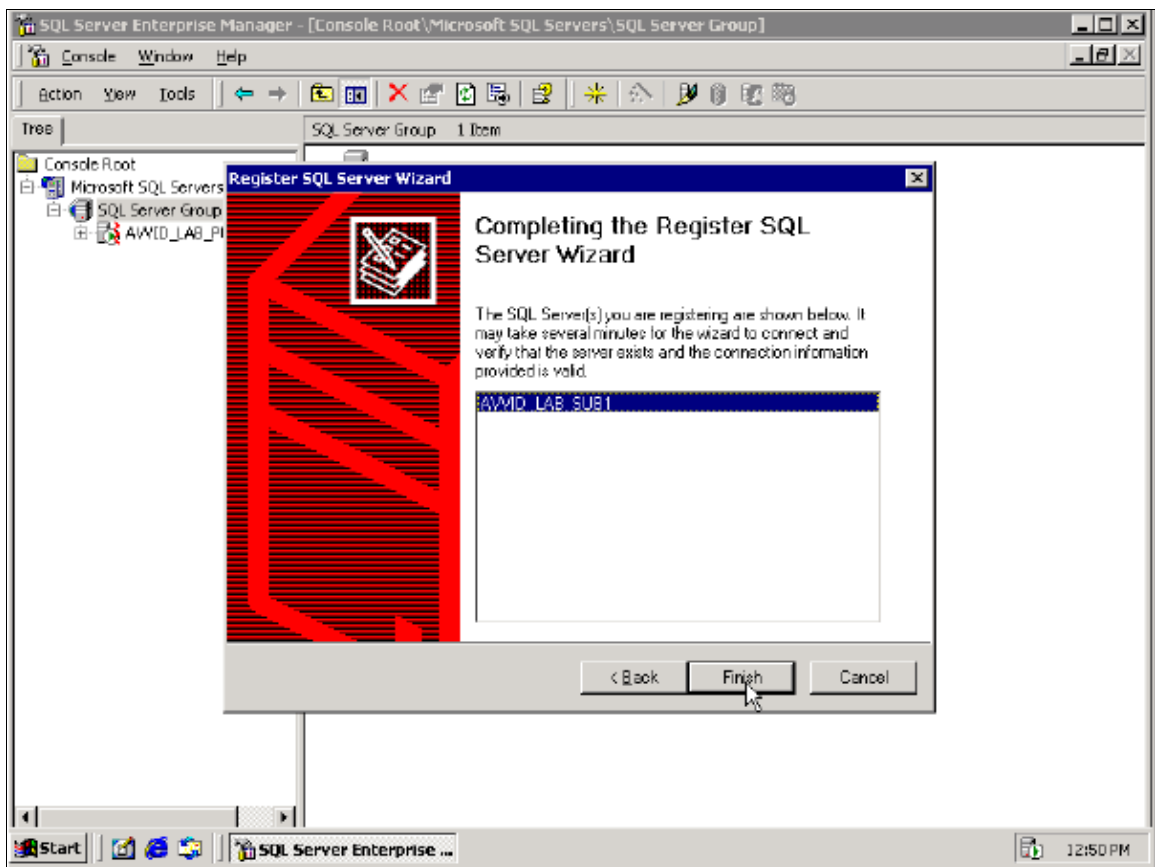 SQL Server Enterprise Manager - [Console Root\Microsoft SQL Servers\SQL Server Group]
Console Window Help
Action View Tools
Tree
SQL Server Group 1 Item
Console Root
Microsoft SQL Servers
SQL Server Group
AVVID_LAB_PU
Register SQL Server Wizard
Completing the Register SQL
Server Wizard
The SQL Server(s) you are registering are shown below. It
may take several minutes for the wizard to connect and
verify that the server exists and the connection information
provided is valid.
AVVID_LAB_SUB1
< Back Finish Cancel
Start SQL Server Enterprise ... 12:50 PM